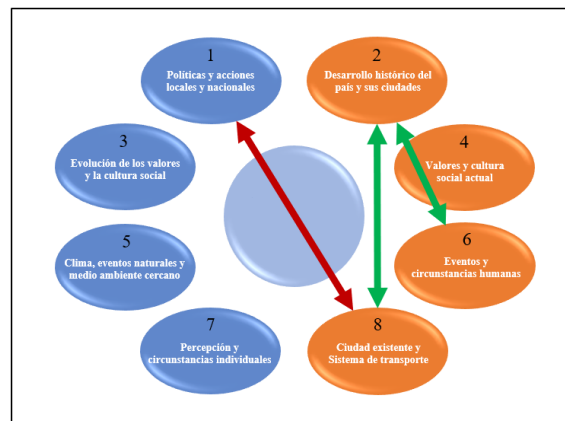 1
Políticas y acciones
locales y nacionales
2
Desarrollo histórico del
país y sus ciudades
3
Evolución de los valores
y la cultura social
4
Valores y cultura
social actual
5
Clima, eventos naturales y
medio ambiente cercano
6
Eventos y
circunstancias humanas
7
Percepción y
circunstancias individuales
8
Ciudad existente y
Sistema de transporte